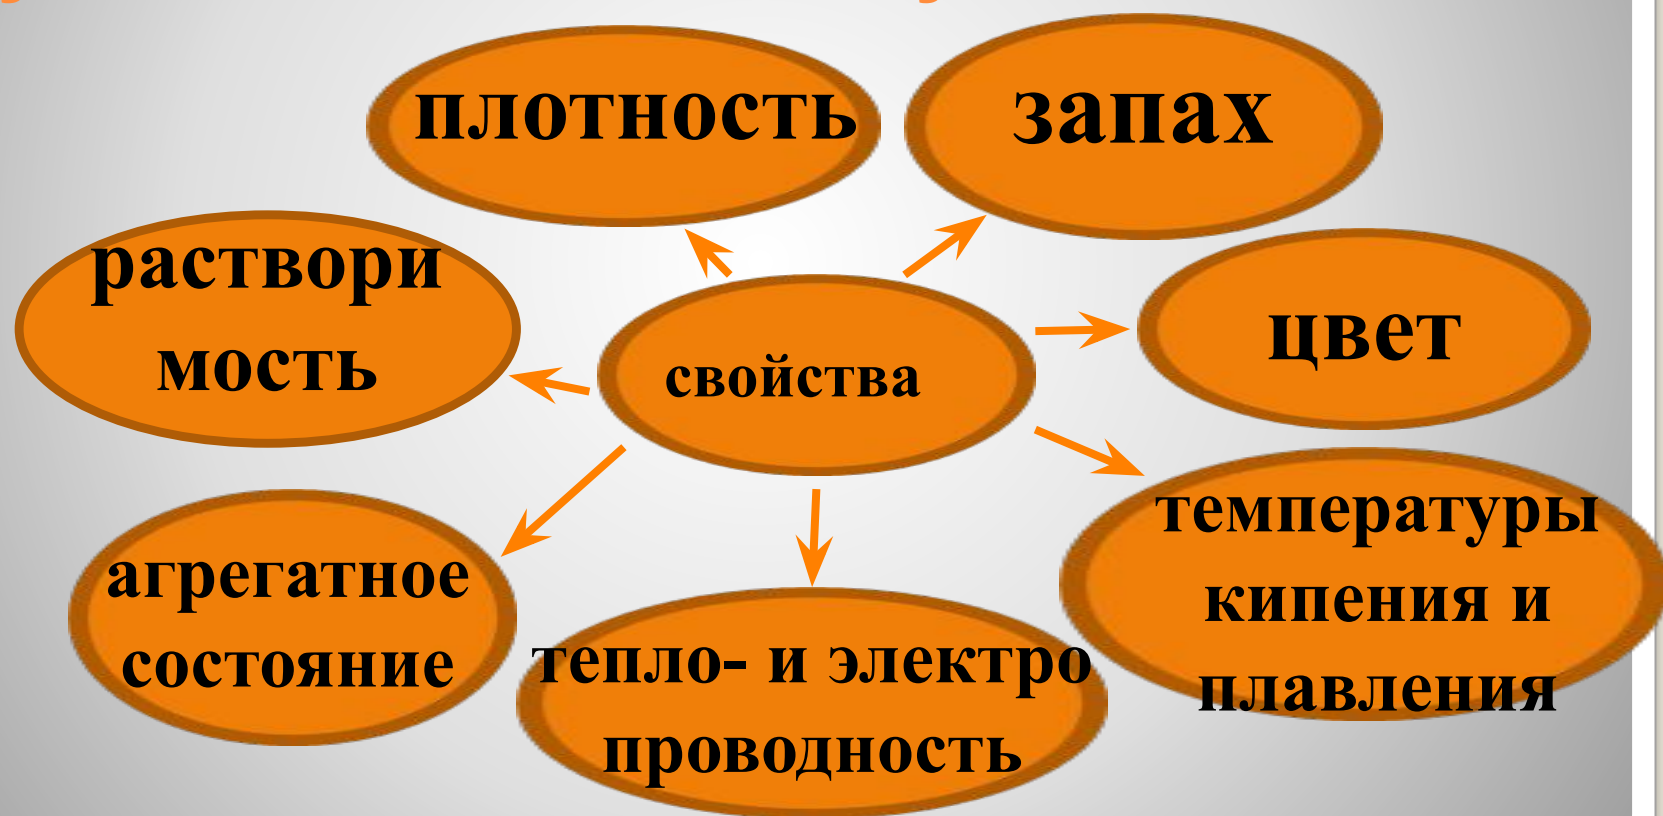 плотность
запах
раствори
мость
свойства
цвет
агрегатное
состояние
тепло- и электро
проводность
температуры
кипения и
плавления